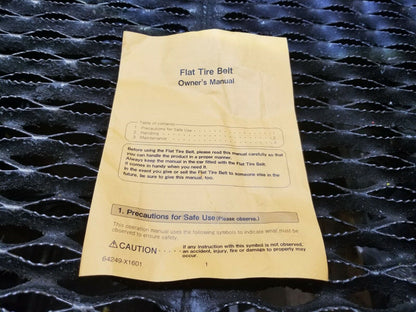 Flat Tire Belt
Owner's Manual
Table of contents
1. Precautions for Safe Use
2. Handling
3. Maintenance
Before using the Flat Tire Belt, please read this manual carefully so that
you can handle the product in a proper manner.
Always keep the manual in the car fitted with the Flat Tire Belt.
It comes in handy when you need it.
In the event you give or sell the Flat Tire Belt to someone else in the
future, be sure to give this manual, too.
1. Precautions for Safe Use (Please observe.)
This operation manual uses the following symbols to indicate what must be
observed to ensure safety.
⚠CAUTION ····· If any instruction with this symbol is not observed,
an accident, injury, fire or damage to property may
occur.
64249-X1601
1